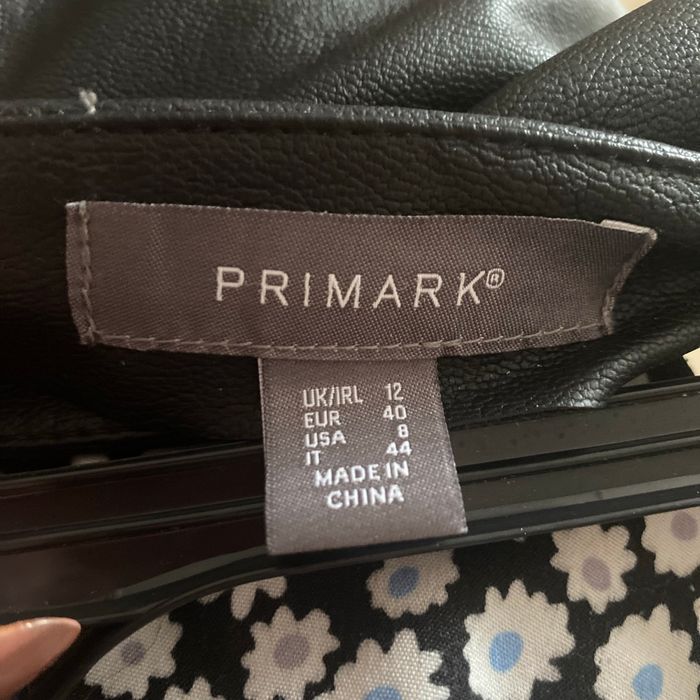 PRIMARK®
UK/IRL 12
EUR 40
USA 8
IT 44
MADE IN
CHINA